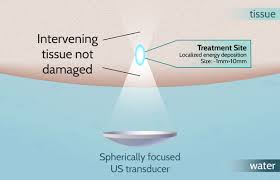 tissue
Intervening
tissue not
damaged
Treatment Site
Localized energy deposition
Size: ~1mm-10mm
Spherically focused
US transducer
water